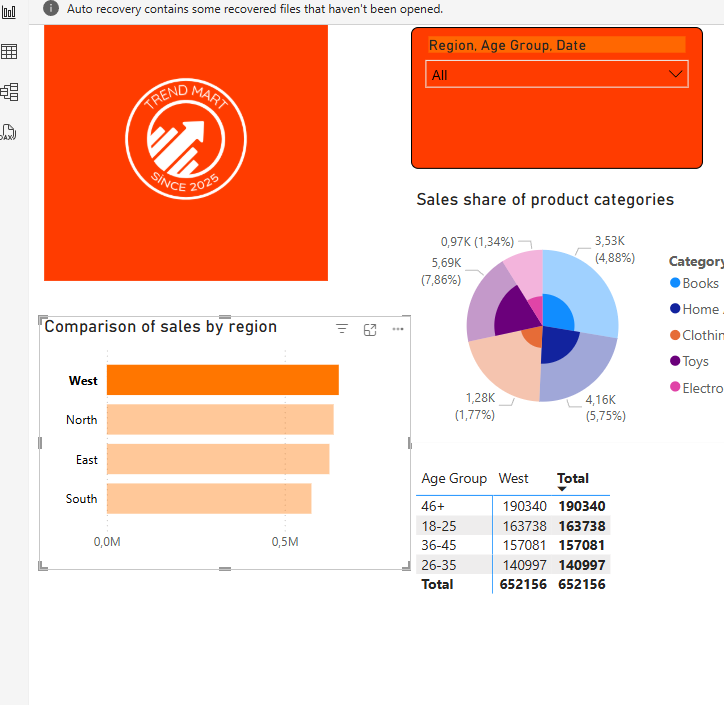 Auto recovery contains some recovered files that haven't been opened.
TREND MART
SINCE 2025
Region, Age Group, Date
All
Sales share of product categories
0,97K (1,34%)
3,53K
(4,88%)
5,69K
(7,86%)
1,28K
(1,77%)
4,16K
(5,75%)
Category
Books
Home ..
Clothin
Toys
Electro
Comparison of sales by region
West
North
East
South
0,0M 0,5M
Age Group West Total
46+ 190340 190340
18-25 163738 163738
36-45 157081 157081
26-35 140997 140997
Total 652156 652156
DAX